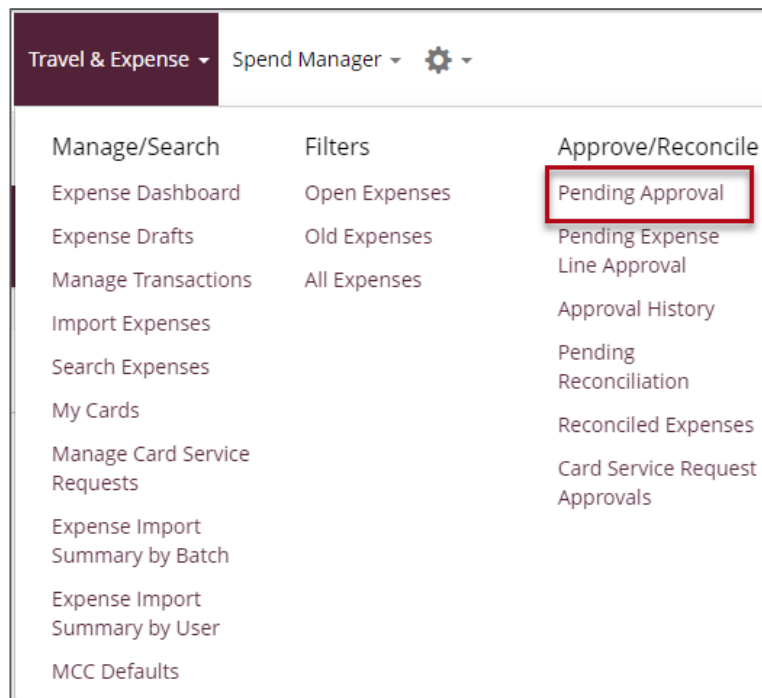 Travel & Expense Spend Manager
Manage/Search
Expense Dashboard
Expense Drafts
Manage Transactions
Import Expenses
Search Expenses
My Cards
Manage Card Service
Requests
Expense Import
Summary by Batch
Expense Import
Summary by User
MCC Defaults
Filters
Open Expenses
Old Expenses
All Expenses
Approve/Reconcile
Pending Approval
Pending Expense
Line Approval
Approval History
Pending
Reconciliation
Reconciled Expenses
Card Service Request
Approvals